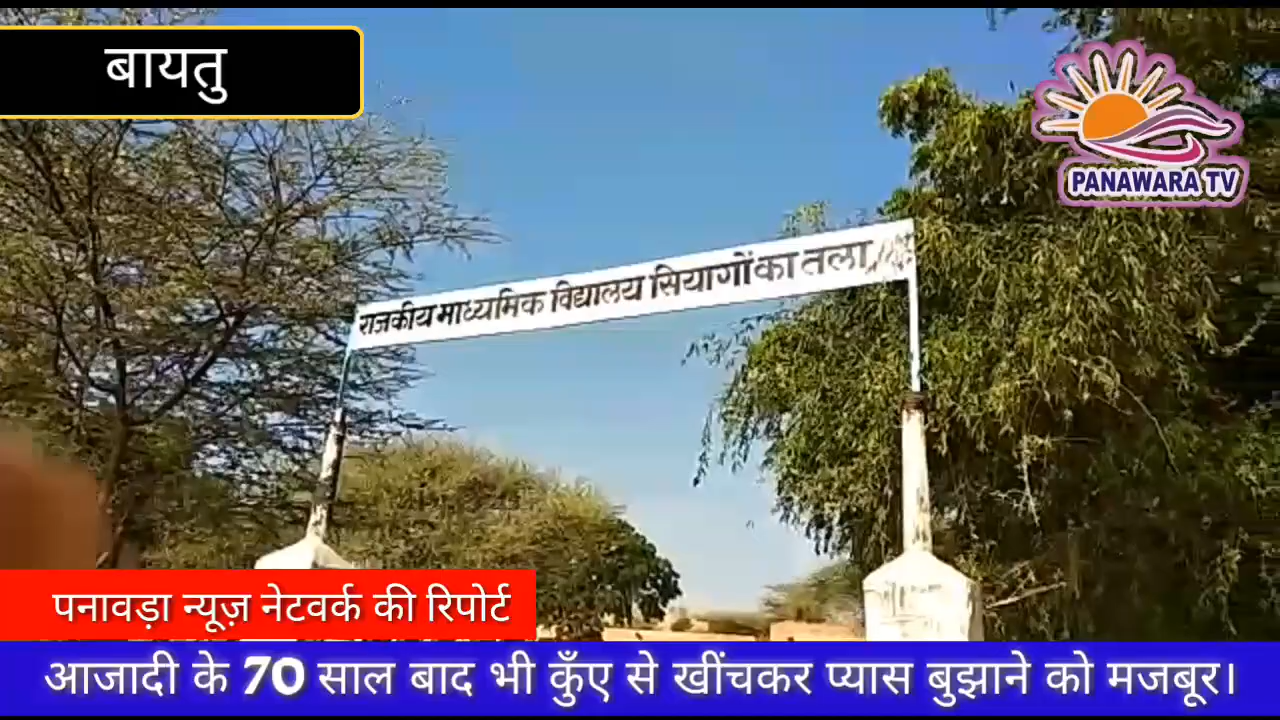 बायतु
PANAWARA TV
राजकीय माध्यमिक विद्यालय सियागों का तला
पनावड़ा न्यूज़ नेटवर्क की रिपोर्ट
आजादी के 70 साल बाद भी कुँए से खींचकर प्यास बुझाने को मजबूर।